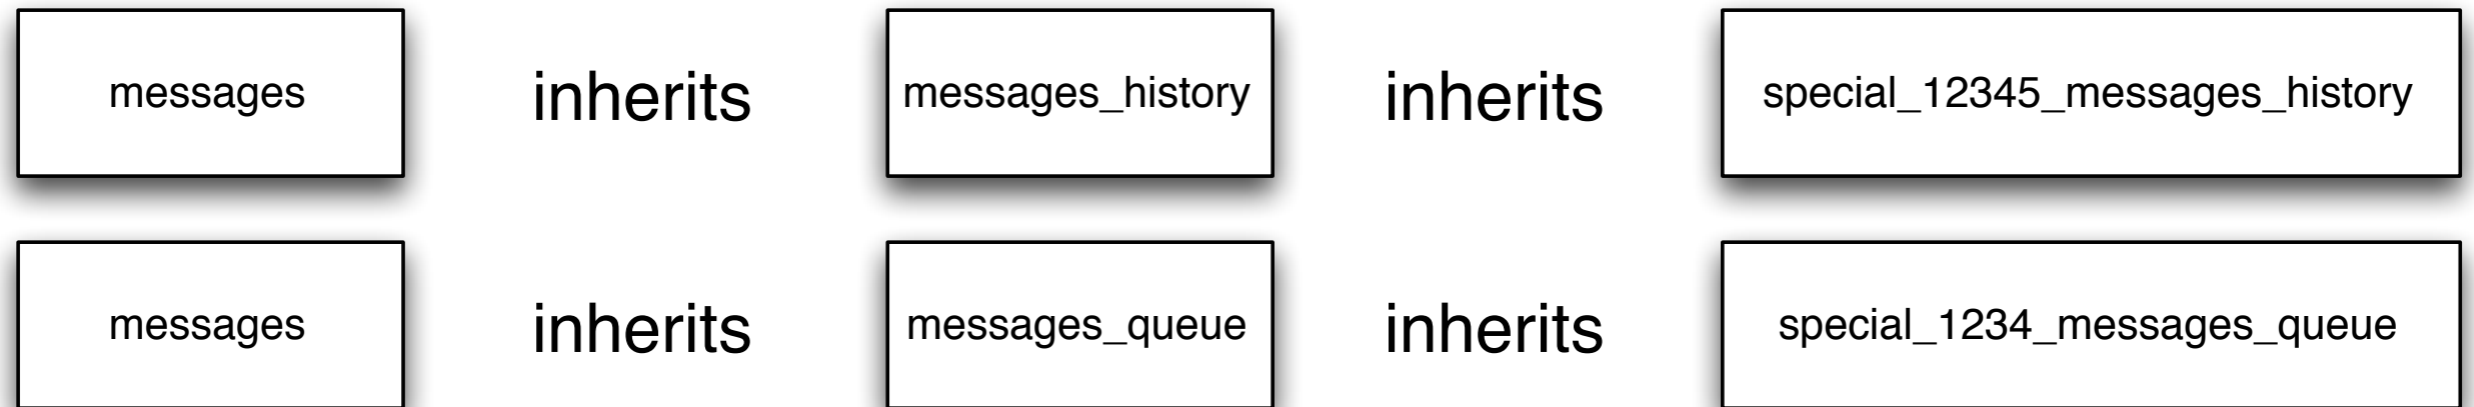 messages inherits messages_history inherits special_12345_messages_history
messages inherits messages_queue inherits special_1234_messages_queue